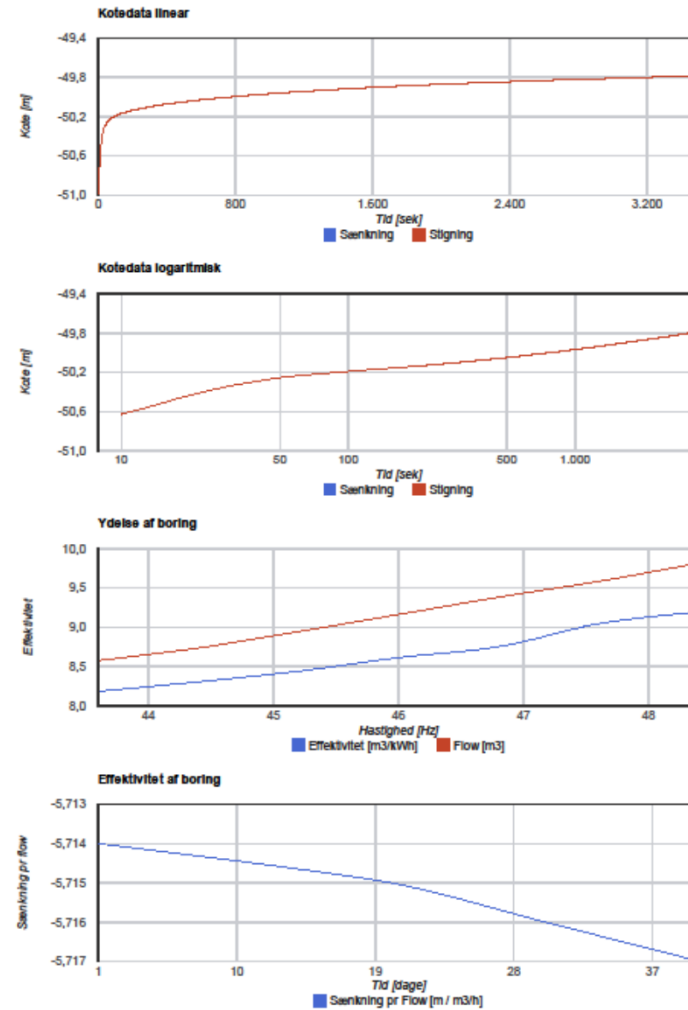 Kotedata linear
-49,4
-49,8
-50,2
-50,6
-51,0
Kote [m]
0 800 1.600 2.400 3.200
Tid [sek]
Sænkning Stigning
Kotedata logaritmisk
-49,4
-49,8
-50,2
-50,6
-51,0
Kote [m]
10 50 100 500 1.000
Tid [sek]
Sænkning Stigning
Ydelse af boring
10,0
9,5
9,0
8,5
8,0
Effektivitet
44 45 46 47 48
Hastighed [Hz]
Effektivitet [m3/kWh] Flow [m3]
Effektivitet af boring
-5,713
-5,714
-5,715
-5,716
-5,717
Sænkning pr flow
1 10 19 28 37
Tid [dage]
Sænkning pr Flow [m / m3/h]